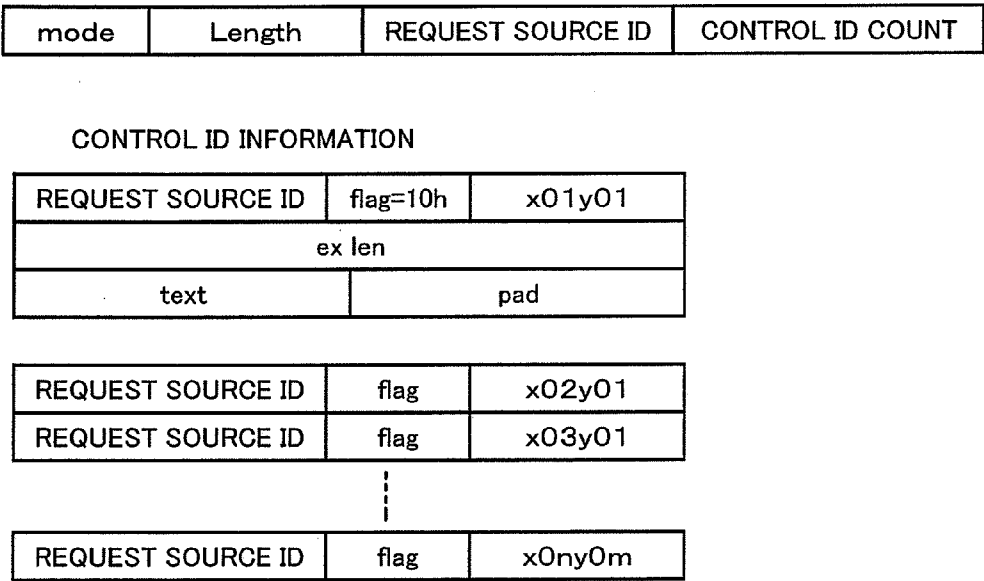 mode Length REQUEST SOURCE ID CONTROL ID COUNT
CONTROL ID INFORMATION
REQUEST SOURCE ID flag=10h x01y01
ex len
text pad
REQUEST SOURCE ID flag x02y01
REQUEST SOURCE ID flag x03y01
REQUEST SOURCE ID flag x0ny0m